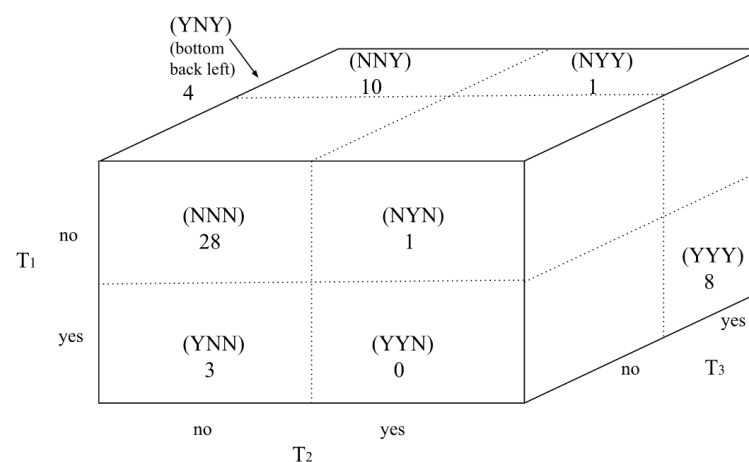 (YNY)
(bottom
back left)
4
(NNY)
10
(NYY)
1
(NNN)
28
(NYN)
1
no
T1
yes
(YNN)
3
(YYN)
0
(YYY)
8
yes
no
T3
no
yes
T2